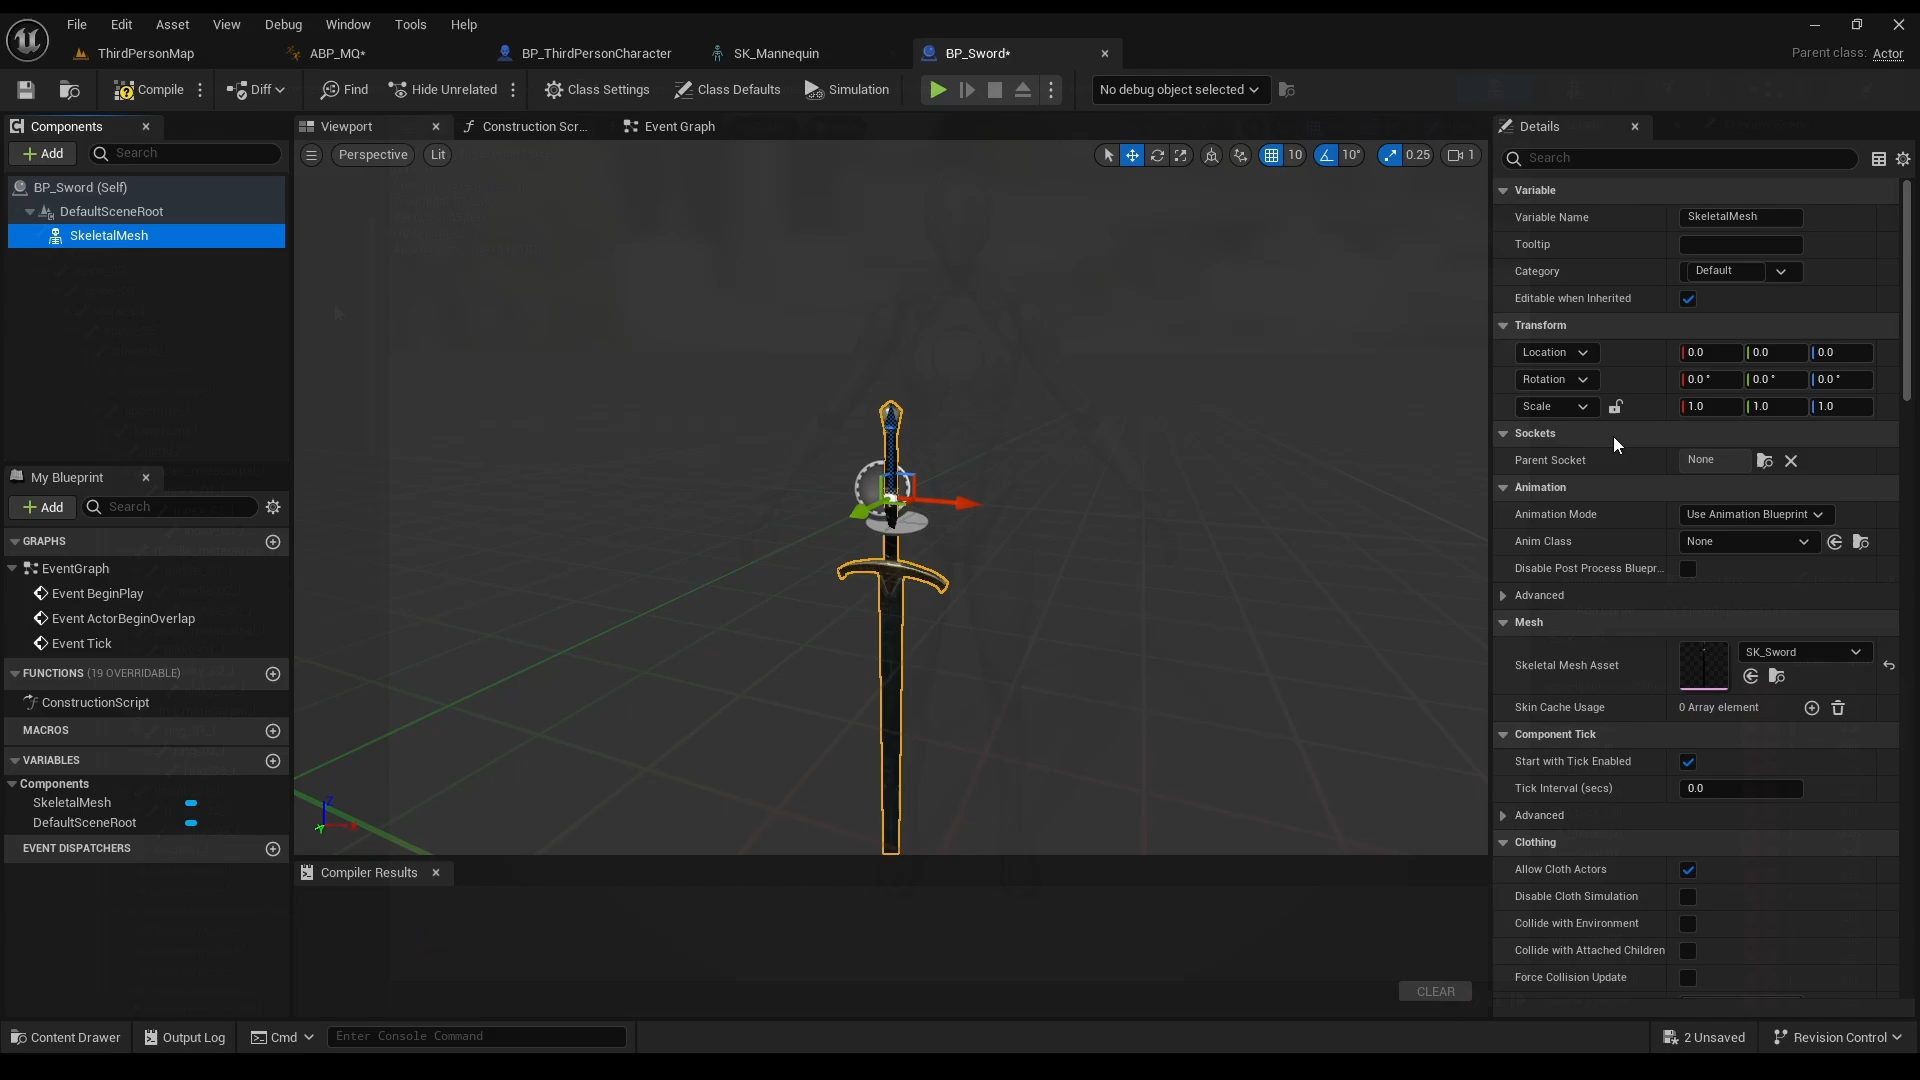 File Edit Asset View Debug Window Tools Help
ThirdPersonMap ABP_MQ* BP_ThirdPersonCharacter SK_Mannequin BP_Sword* Parent class: Actor
Compile Diff Find Hide Unrelated Class Settings Class Defaults Simulation No debug object selected
Components Viewport Construction Scr... Event Graph Details
Add Search Perspective Lit 10 10° 0.25 1 Search
BP_Sword (Self)
DefaultSceneRoot
SkeletalMesh
Variable
Variable Name SkeletalMesh
Tooltip
Category Default
Editable when Inherited
Transform
Location 0.0 0.0 0.0
Rotation 0.0 ° 0.0 ° 0.0 °
Scale 1.0 1.0 1.0
Sockets
Parent Socket None
Animation
Animation Mode Use Animation Blueprint
Anim Class None
Disable Post Process Bluepr...
Advanced
Mesh
Skeletal Mesh Asset SK_Sword
Skin Cache Usage 0 Array element
Component Tick
Start with Tick Enabled
Tick Interval (secs) 0.0
Advanced
Clothing
Allow Cloth Actors
Disable Cloth Simulation
Collide with Environment
Collide with Attached Children
Force Collision Update
My Blueprint
Add Search
GRAPHS
EventGraph
Event BeginPlay
Event ActorBeginOverlap
Event Tick
FUNCTIONS (19 OVERRIDABLE)
ConstructionScript
MACROS
VARIABLES
Components
SkeletalMesh
DefaultSceneRoot
EVENT DISPATCHERS
Z
Compiler Results
CLEAR
Content Drawer Output Log Cmd Enter Console Command 2 Unsaved Revision Control